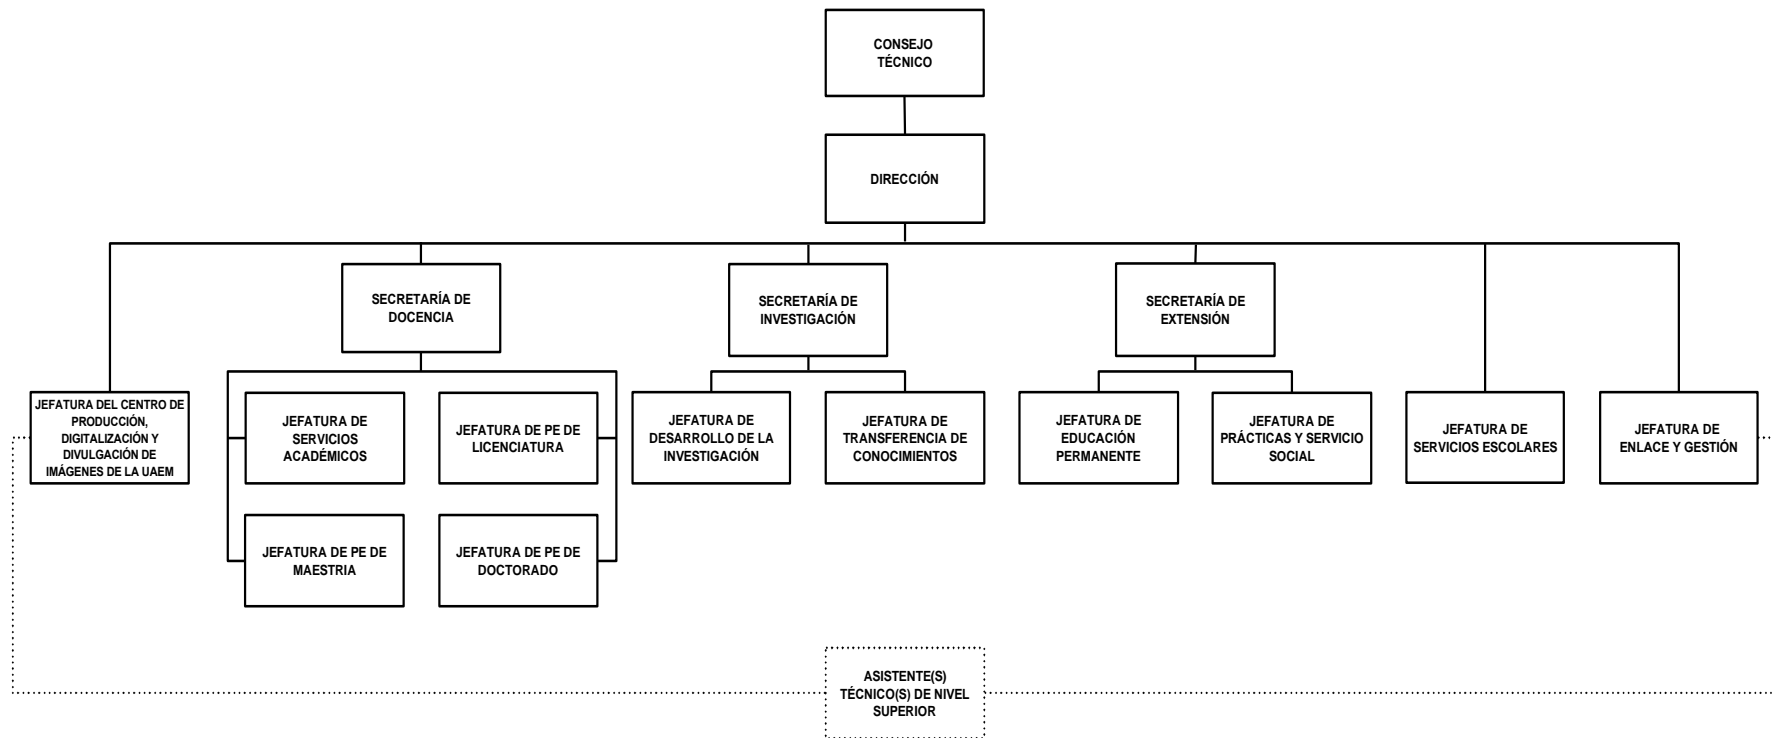 CONSEJO
TÉCNICO
DIRECCIÓN
SECRETARÍA DE
DOCENCIA
SECRETARÍA DE
INVESTIGACIÓN
SECRETARÍA DE
EXTENSIÓN
JEFATURA DEL CENTRO DE
PRODUCCIÓN,
DIGITALIZACIÓN Y
DIVULGACIÓN DE
IMÁGENES DE LA UAEM
JEFATURA DE
SERVICIOS
ACADÉMICOS
JEFATURA DE PE DE
LICENCIATURA
JEFATURA DE
DESARROLLO DE LA
INVESTIGACIÓN
JEFATURA DE
TRANSFERENCIA DE
CONOCIMIENTOS
JEFATURA DE
EDUCACIÓN
PERMANENTE
JEFATURA DE
PRÁCTICAS Y SERVICIO
SOCIAL
JEFATURA DE
SERVICIOS ESCOLARES
JEFATURA DE
ENLACE Y GESTIÓN
JEFATURA DE PE DE
MAESTRIA
JEFATURA DE PE DE
DOCTORADO
ASISTENTE(S)
TÉCNICO(S) DE NIVEL
SUPERIOR